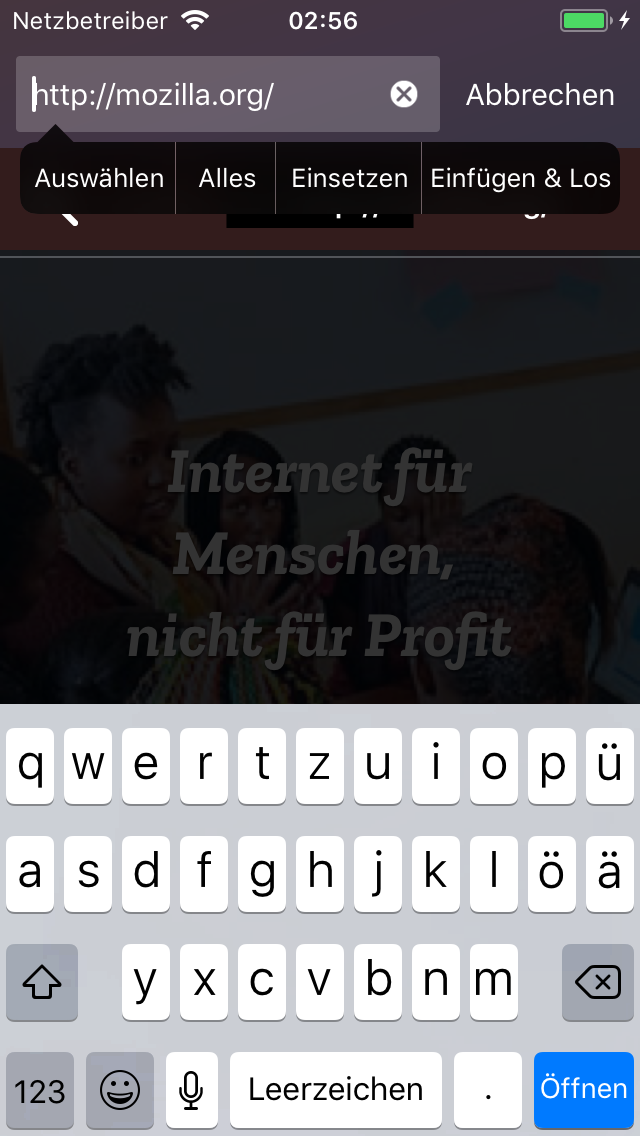 Netzbetreiber 02:56
http://mozilla.org/ Abbrechen
Auswählen Alles Einsetzen Einfügen & Los
Internet für
Menschen,
nicht für Profit
q w e r t z u i o p ü
a s d f g h j k l ö ä
y x c v b n m
123 Leerzeichen . Öffnen